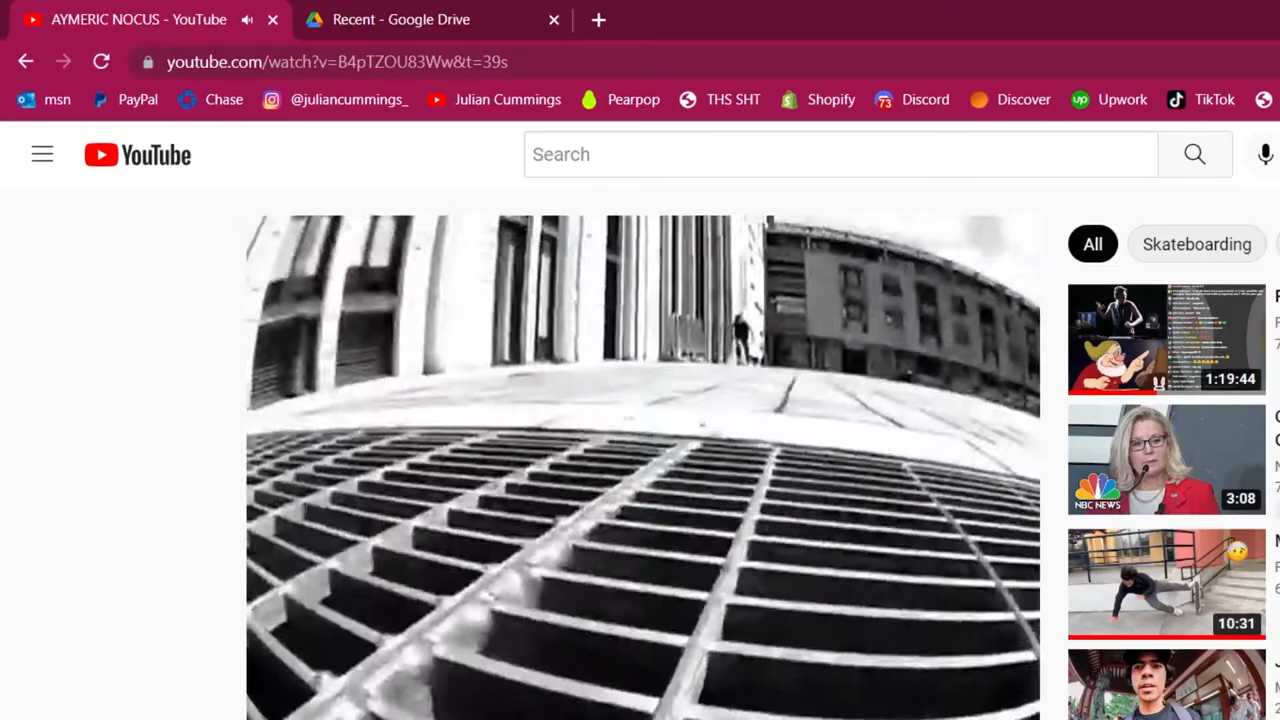 AYMERIC NOCUS - YouTube
Recent - Google Drive
youtube.com/watch?v=B4pTZOU83Ww&t=39s
msn PayPal Chase @juliancummings_ Julian Cummings Pearpop THS SHT Shopify 73 Discord Discover up Upwork TikTok
YouTube
Search
All Skateboarding
1:19:44
NBC NEWS
3:08
10:31